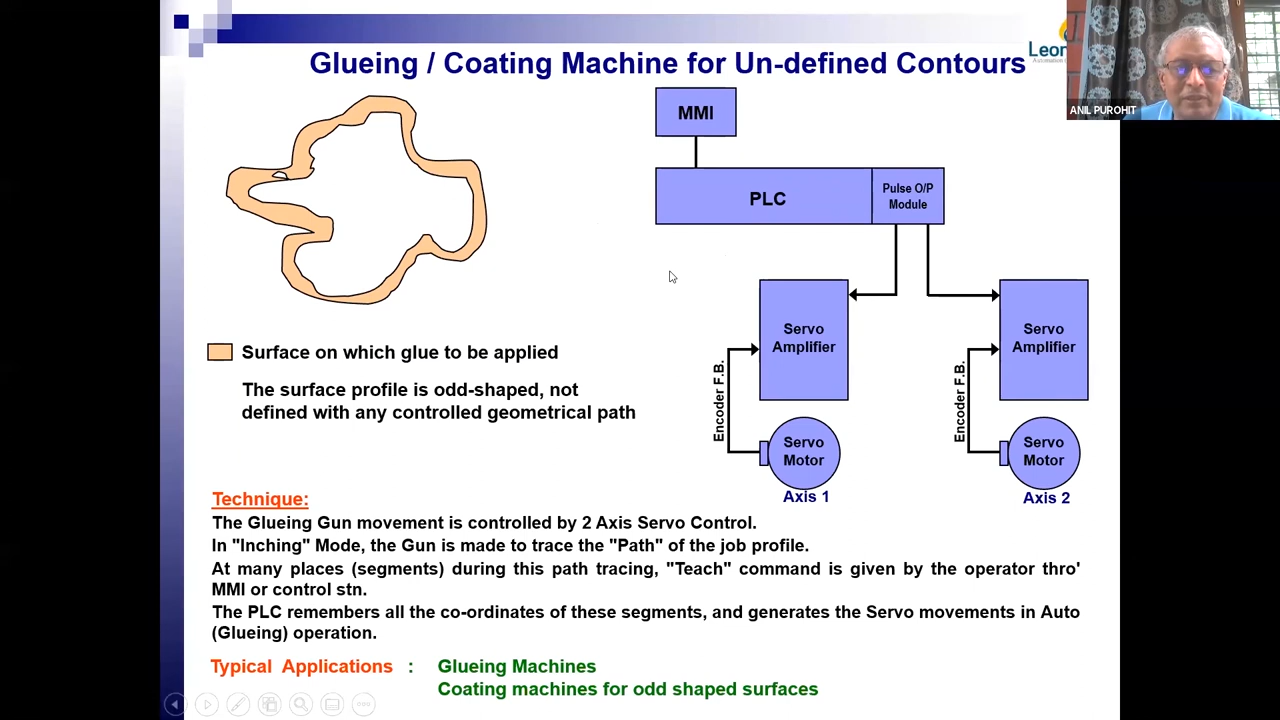 Glueing / Coating Machine for Un-defined Contours
Leon
ANIL PUROHIT
MMI
PLC
Pulse O/P
Module
Servo
Amplifier
Servo
Amplifier
Encoder F.B.
Encoder F.B.
Servo
Motor
Servo
Motor
Axis 1
Axis 2
Surface on which glue to be applied
The surface profile is odd-shaped, not
defined with any controlled geometrical path
Technique:
The Glueing Gun movement is controlled by 2 Axis Servo Control.
In "Inching" Mode, the Gun is made to trace the "Path" of the job profile.
At many places (segments) during this path tracing, "Teach" command is given by the operator thro'
MMI or control stn.
The PLC remembers all the co-ordinates of these segments, and generates the Servo movements in Auto
(Glueing) operation.
Typical Applications : Glueing Machines
Coating machines for odd shaped surfaces